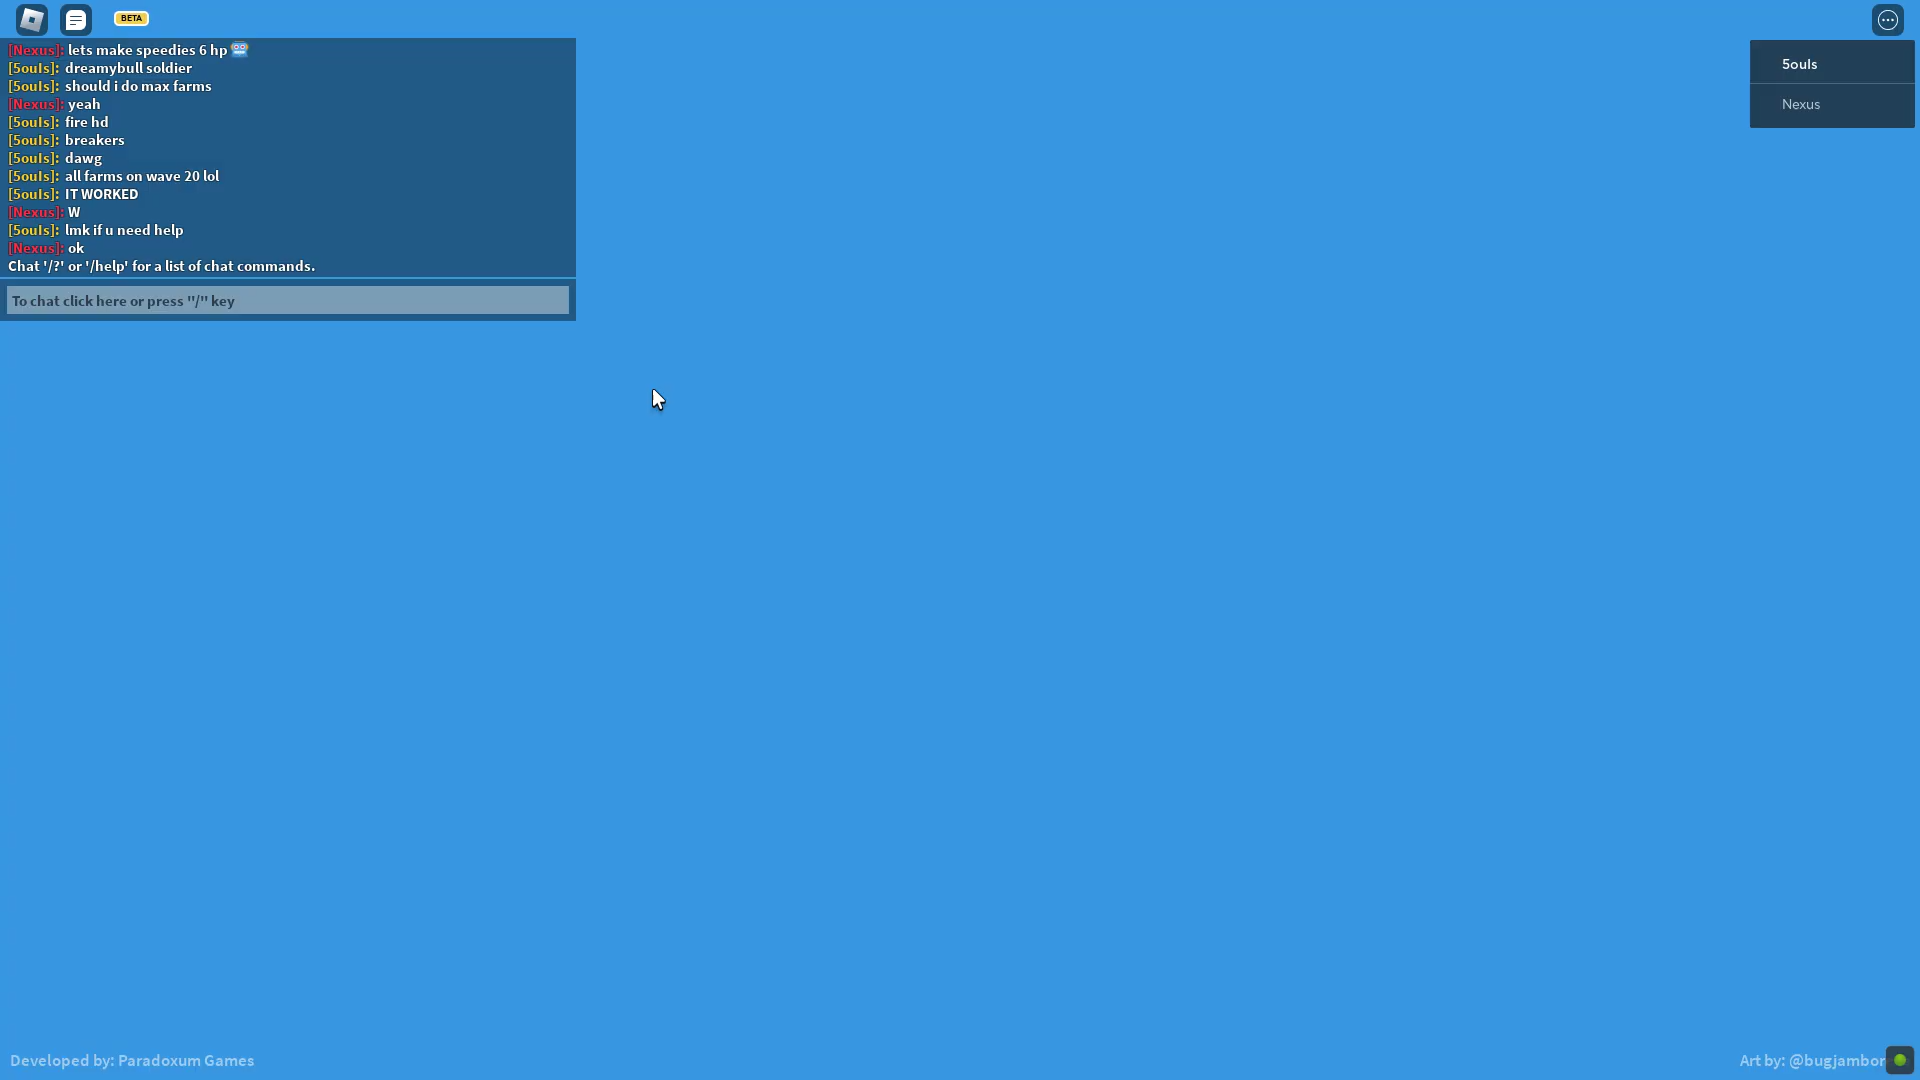 BETA
[Nexus]: lets make speedies 6 hp 🤖
[5ouls]: dreamybull soldier
[5ouls]: should i do max farms
[Nexus]: yeah
[5ouls]: fire hd
[5ouls]: breakers
[5ouls]: dawg
[5ouls]: all farms on wave 20 lol
[5ouls]: IT WORKED
[Nexus]: W
[5ouls]: lmk if u need help
[Nexus]: ok
Chat '/?' or '/help' for a list of chat commands.
To chat click here or press "/" key
5ouls
Nexus
Developed by: Paradoxum Games
Art by: @bugjambor